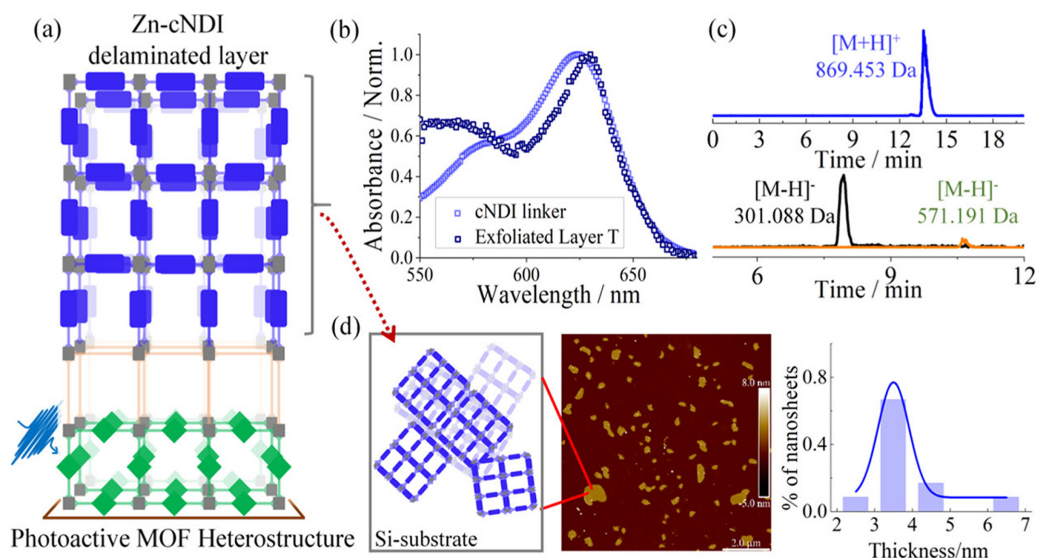 (a)
Zn-cNDI
delaminated layer
Photoactive MOF Heterostructure
(b)
Absorbance / Norm.
1.0
0.8
0.6
0.4
0.2
0.0
cNDI linker
Exfoliated Layer T
550
600
650
Wavelength / nm
(c)
[M+H]+
869.453 Da
0
3
6
9
12
15
18
Time / min
[M-H]-
301.088 Da
[M-H]-
571.191 Da
6
9
12
Time / min
(d)
Si-substrate
8.0 nm
-5.0 nm
2.0 μm
% of nanosheets
0.8
0.4
0.0
2
3
4
5
6
7
Thickness/nm